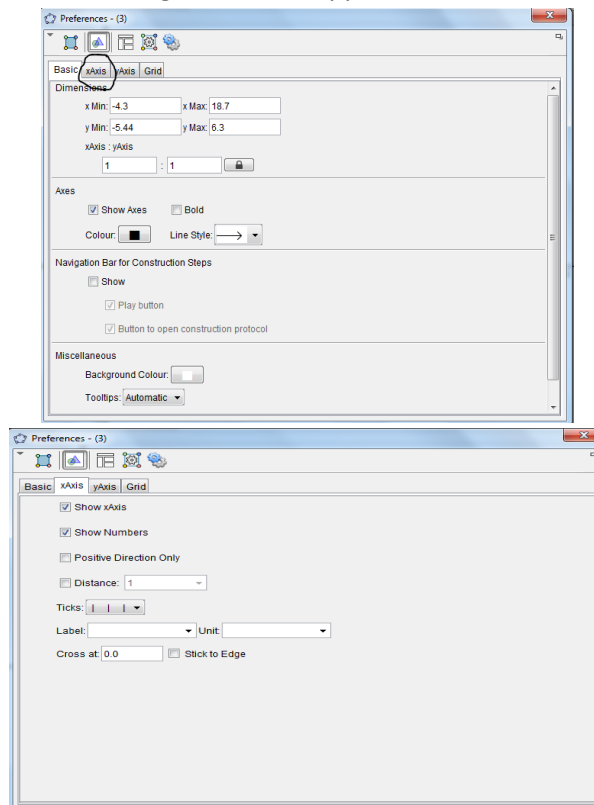 Preferences - (3)
Basic xAxis yAxis Grid
Dimensions
x Min: -4.3 x Max: 18.7
y Min: -5.44 y Max: 6.3
xAxis : yAxis
1 : 1
Axes
Show Axes Bold
Colour: Line Style:
Navigation Bar for Construction Steps
Show
Play button
Button to open construction protocol
Miscellaneous
Background Colour:
Tooltips: Automatic
Preferences - (3)
Basic xAxis yAxis Grid
Show xAxis
Show Numbers
Positive Direction Only
Distance: 1
Ticks:
Label: Unit:
Cross at: 0.0 Stick to Edge